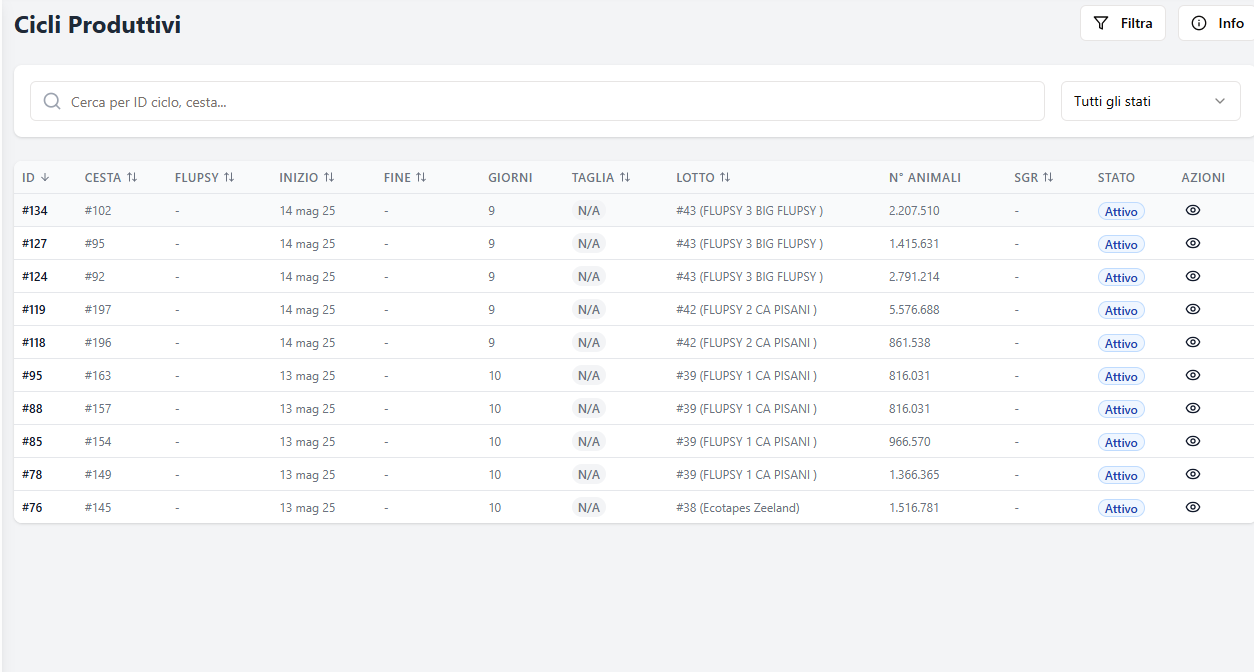 Cicli Produttivi
Filtra
Info
Cerca per ID ciclo, cesta...
Tutti gli stati
ID ↓ CESTA ↑↓ FLUPSY ↑↓ INIZIO ↑↓ FINE ↑↓ GIORNI TAGLIA ↑↓ LOTTO ↑↓ N° ANIMALI SGR ↑↓ STATO AZIONI
#134 #102 - 14 mag 25 - 9 N/A #43 (FLUPSY 3 BIG FLUPSY ) 2.207.510 - Attivo
#127 #95 - 14 mag 25 - 9 N/A #43 (FLUPSY 3 BIG FLUPSY ) 1.415.631 - Attivo
#124 #92 - 14 mag 25 - 9 N/A #43 (FLUPSY 3 BIG FLUPSY ) 2.791.214 - Attivo
#119 #197 - 14 mag 25 - 9 N/A #42 (FLUPSY 2 CA PISANI ) 5.576.688 - Attivo
#118 #196 - 14 mag 25 - 9 N/A #42 (FLUPSY 2 CA PISANI ) 861.538 - Attivo
#95 #163 - 13 mag 25 - 10 N/A #39 (FLUPSY 1 CA PISANI ) 816.031 - Attivo
#88 #157 - 13 mag 25 - 10 N/A #39 (FLUPSY 1 CA PISANI ) 816.031 - Attivo
#85 #154 - 13 mag 25 - 10 N/A #39 (FLUPSY 1 CA PISANI ) 966.570 - Attivo
#78 #149 - 13 mag 25 - 10 N/A #39 (FLUPSY 1 CA PISANI ) 1.366.365 - Attivo
#76 #145 - 13 mag 25 - 10 N/A #38 (Ecotapes Zeeland) 1.516.781 - Attivo